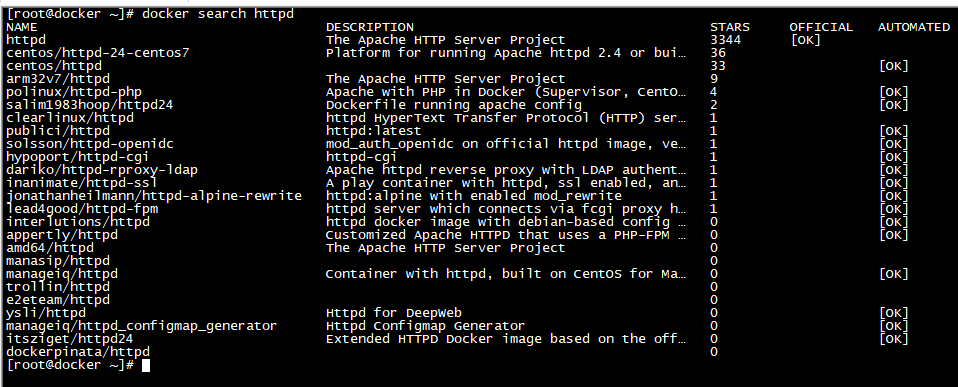 [root@docker ~]# docker search httpd
NAME DESCRIPTION STARS OFFICIAL AUTOMATED
httpd The Apache HTTP Server Project 3344 [OK]
centos/httpd-24-centos7 Platform for running Apache httpd 2.4 or bui… 36
centos/httpd 33 [OK]
arm32v7/httpd The Apache HTTP Server Project 9
polinux/httpd-php Apache with PHP in Docker (Supervisor, CentO… 4 [OK]
salim1983hoop/httpd24 Dockerfile running apache config 2 [OK]
clearlinux/httpd httpd HyperText Transfer Protocol (HTTP) ser… 1
publici/httpd httpd:latest 1 [OK]
solsson/httpd-openidc mod_auth_openidc on official httpd image, ve… 1 [OK]
hypoport/httpd-cgi httpd-cgi 1 [OK]
dariko/httpd-rproxy-ldap Apache httpd reverse proxy with LDAP authent… 1 [OK]
inanimate/httpd-ssl A play container with httpd, ssl enabled, an… 1 [OK]
jonathanheilmann/httpd-alpine-rewrite httpd:alpine with enabled mod_rewrite 1 [OK]
lead4good/httpd-fpm httpd server which connects via fcgi proxy h… 1 [OK]
interlutions/httpd httpd docker image with debian-based config … 0 [OK]
appertly/httpd Customized Apache HTTPD that uses a PHP-FPM … 0 [OK]
amd64/httpd The Apache HTTP Server Project 0
manasip/httpd 0
manageiq/httpd Container with httpd, built on CentOS for Ma… 0 [OK]
trollin/httpd 0
e2eteam/httpd 0
ysli/httpd Httpd for DeepWeb 0 [OK]
manageiq/httpd_configmap_generator Httpd Configmap Generator 0 [OK]
itsziget/httpd24 Extended HTTPD Docker image based on the off… 0 [OK]
dockerpinata/httpd 0
[root@docker ~]#